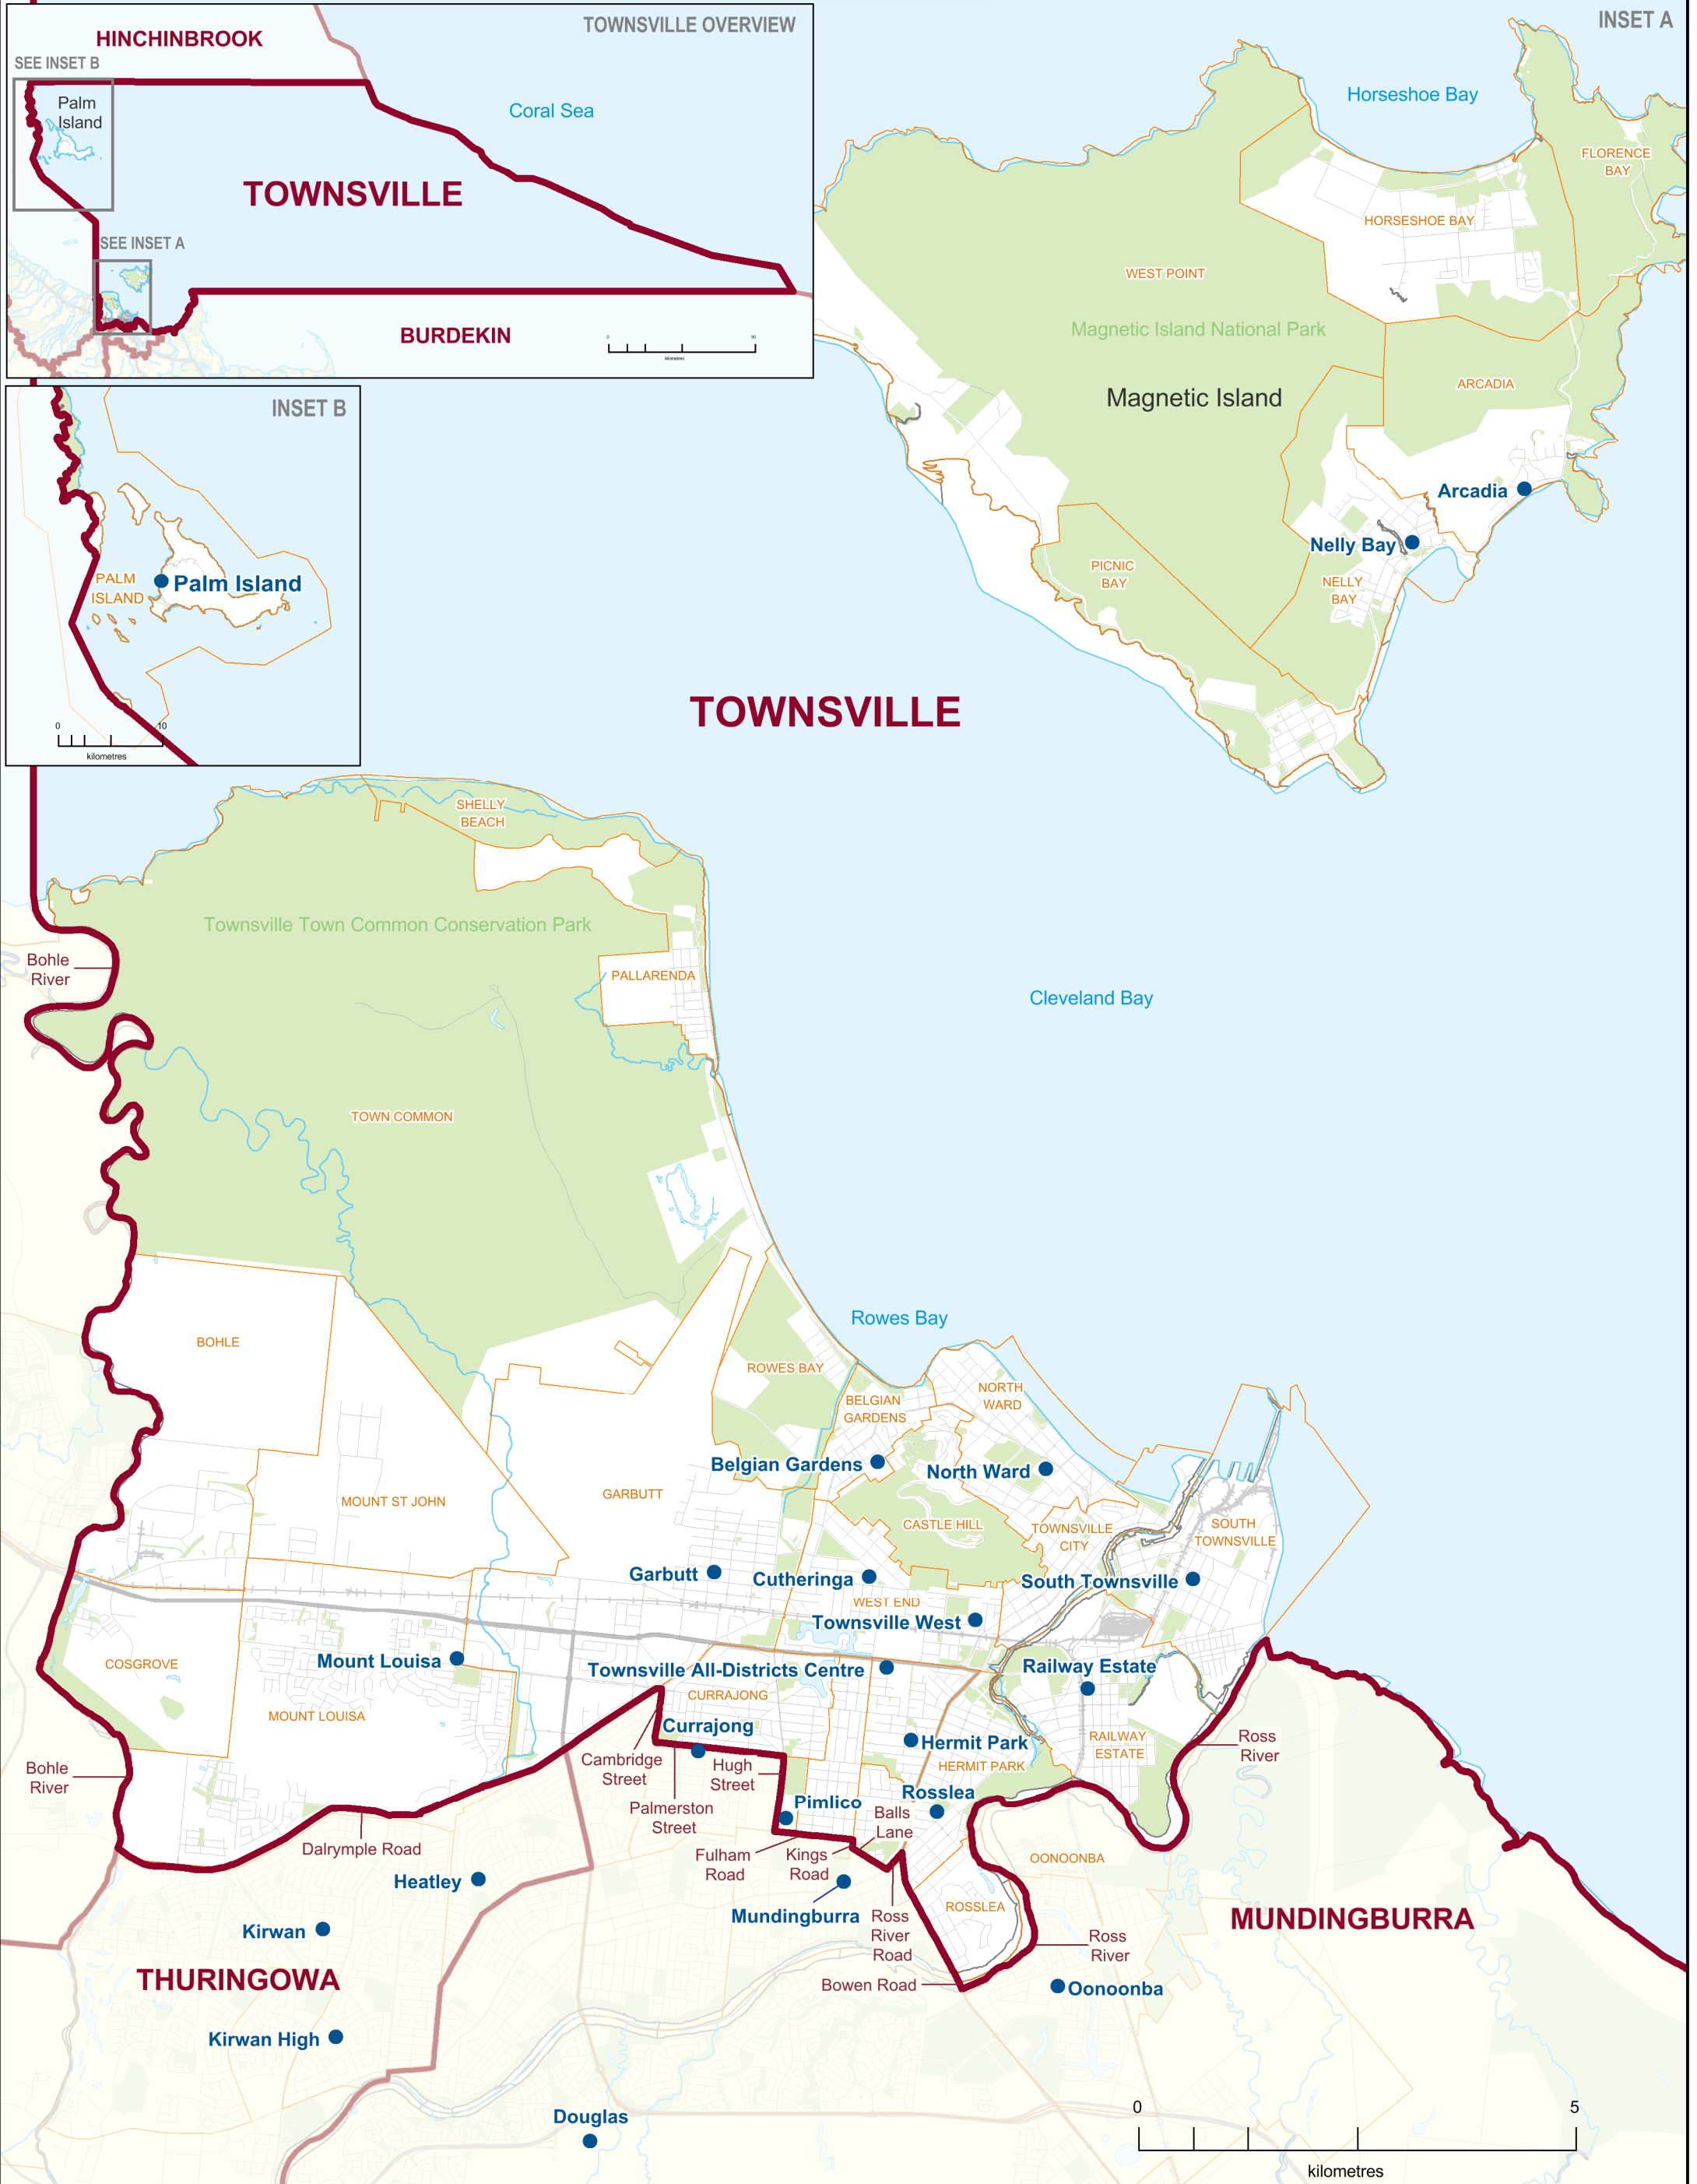 TOWNSVILLE OVERVIEW
HINCHINBROOK
SEE INSET B
Palm
Island
Coral Sea
TOWNSVILLE
SEE INSET A
BURDEKIN
0
60
kilometres
INSET A
Horseshoe Bay
FLORENCE
BAY
HORSESHOE BAY
WEST POINT
Magnetic Island National Park
ARCADIA
Magnetic Island
Arcadia
Nelly Bay
PICNIC
BAY
NELLY
BAY
INSET B
PALM
ISLAND
Palm Island
0
10
kilometres
TOWNSVILLE
SHELLY
BEACH
Townsville Town Common Conservation Park
Bohle
River
PALLARENDA
Cleveland Bay
TOWN COMMON
Rowes Bay
BOHLE
ROWES BAY
BELGIAN
GARDENS
NORTH
WARD
Belgian Gardens
North Ward
MOUNT ST JOHN
GARBUTT
CASTLE HILL
TOWNSVILLE
CITY
SOUTH
TOWNSVILLE
Garbutt
Cutheringa
South Townsville
WEST END
Townsville West
COSGROVE
Mount Louisa
Townsville All-Districts Centre
Railway Estate
CURRAJONG
MOUNT LOUISA
Currajong
Hermit Park
RAILWAY
ESTATE
Ross
River
Bohle
River
Cambridge
Street
Hugh
Street
HERMIT PARK
Rosslea
Palmerston
Street
Pimlico
Balls
Lane
Dalrymple Road
Fulham
Road
Kings
Road
OONOONBA
Heatley
ROSSLEA
Mundingburra
Ross
River
Road
MUNDINGBURRA
Kirwan
Ross
River
THURINGOWA
Bowen Road
Oonoonba
Kirwan High
Douglas
0
5
kilometres